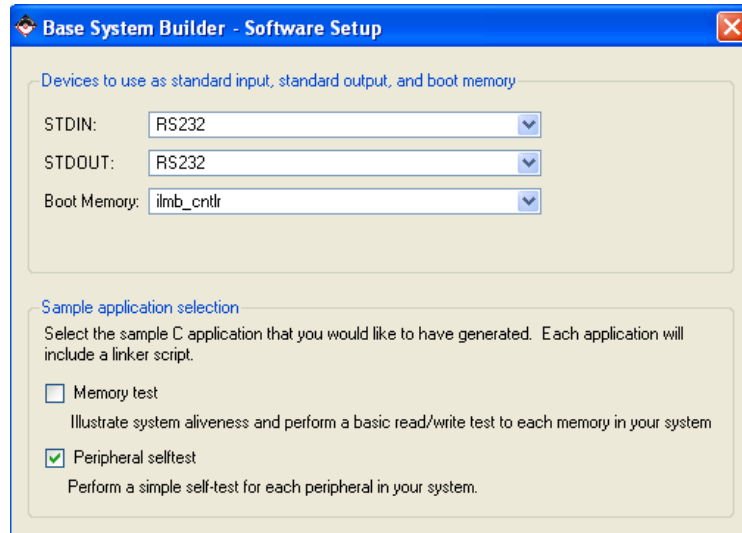 Base System Builder - Software Setup
Devices to use as standard input, standard output, and boot memory
STDIN: RS232
STDOUT: RS232
Boot Memory: ilmb_cntlr
Sample application selection
Select the sample C application that you would like to have generated. Each application will
include a linker script.
Memory test
Illustrate system aliveness and perform a basic read/write test to each memory in your system
Peripheral selftest
Perform a simple self-test for each peripheral in your system.